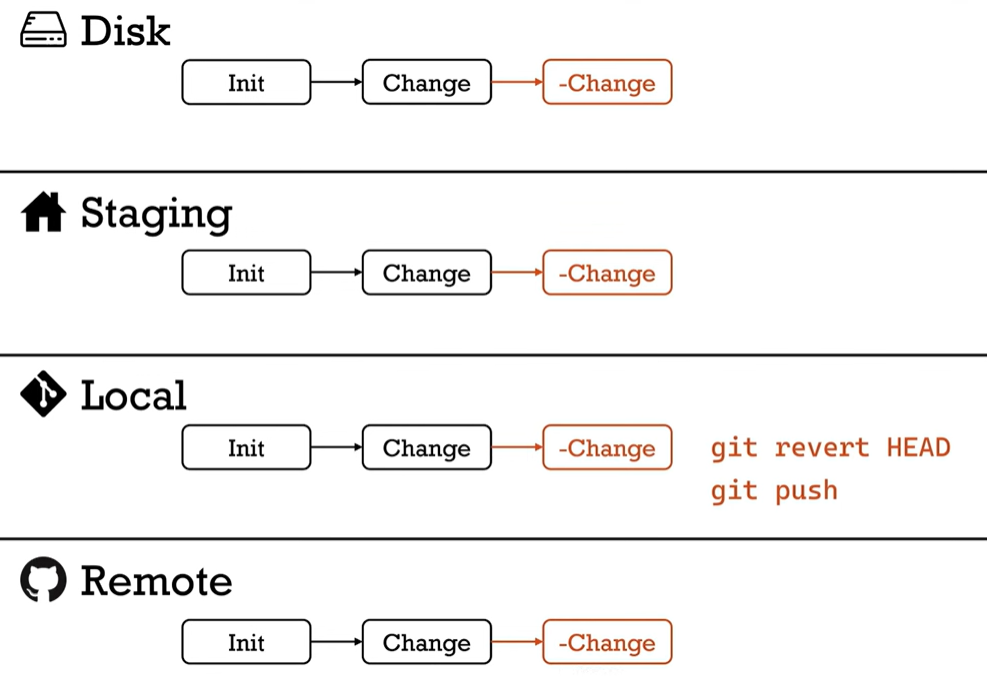 Disk
Init Change -Change
Staging
Init Change -Change
Local
Init Change -Change git revert HEAD
git push
Remote
Init Change -Change